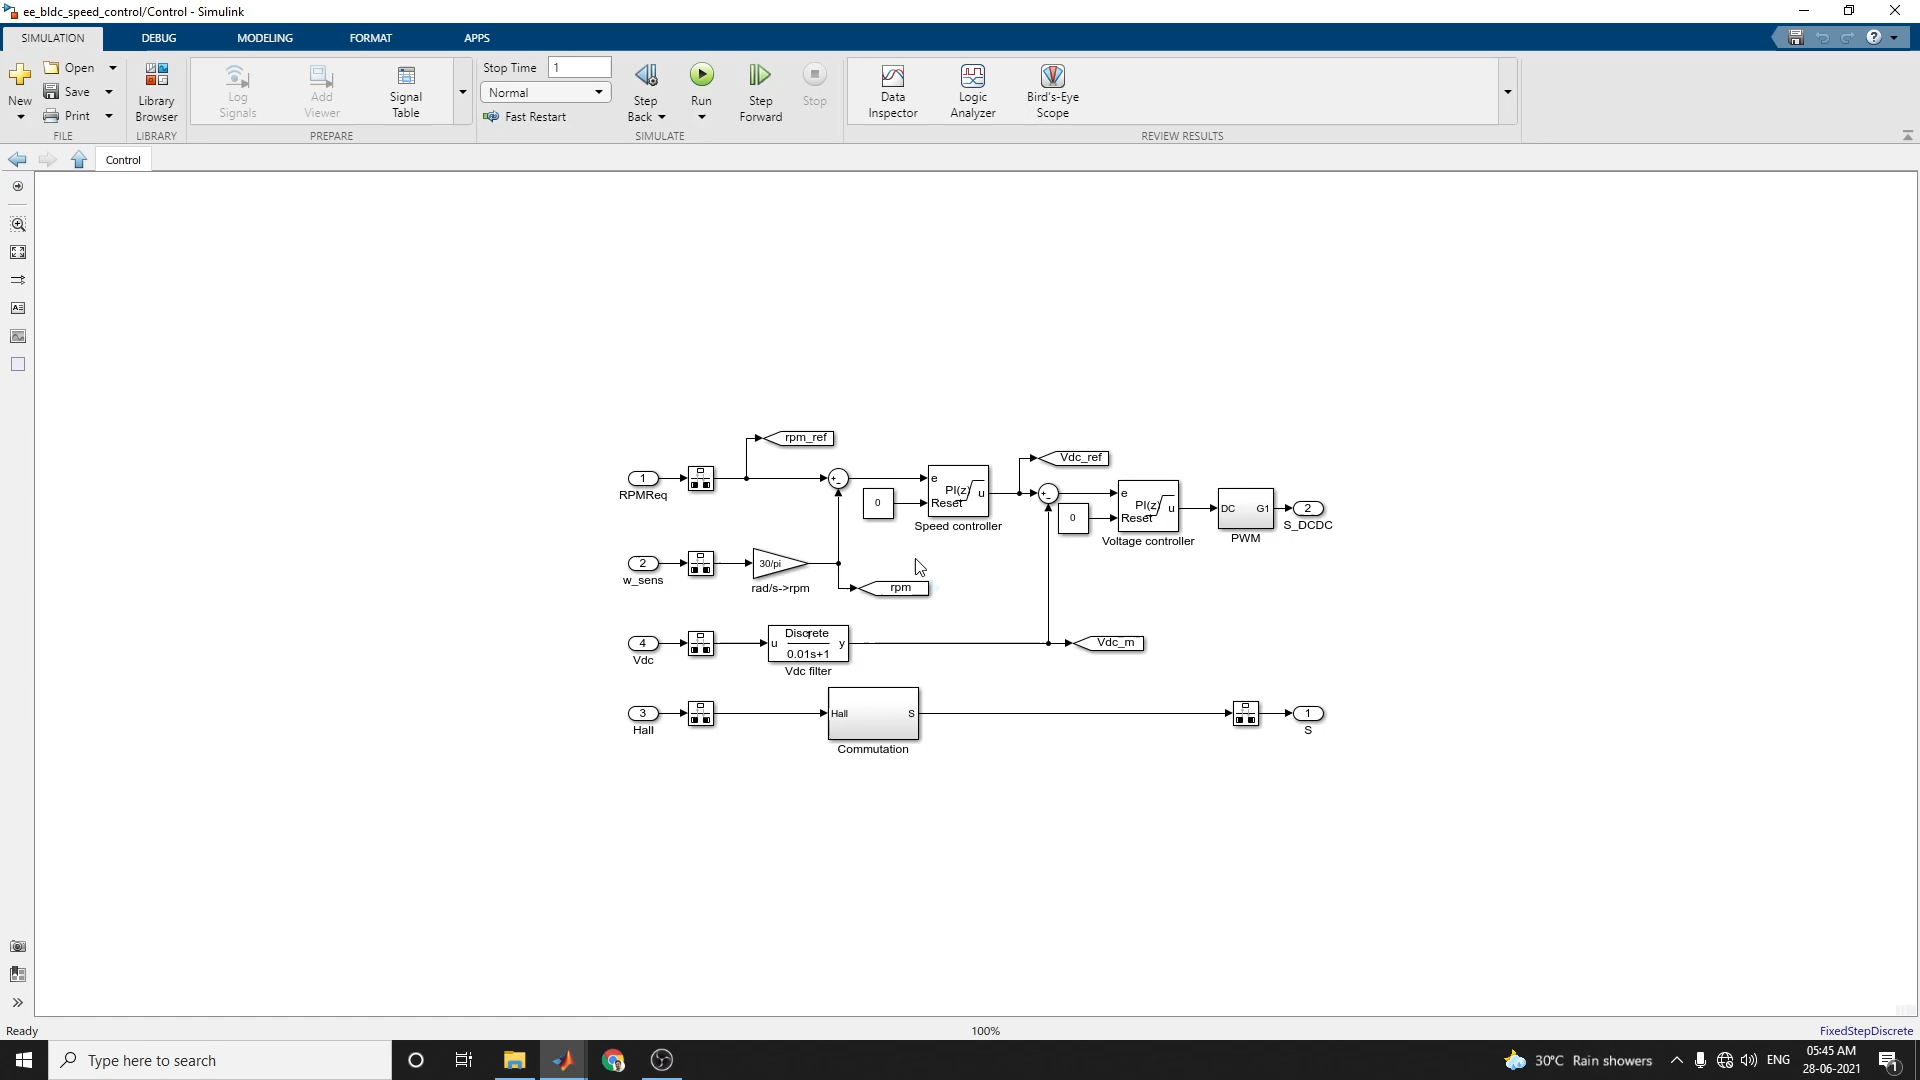 ee_bldc_speed_control/Control - Simulink
SIMULATION
DEBUG
MODELING
FORMAT
APPS
New
Open
Save
Print
FILE
Library
Browser
LIBRARY
Log
Signals
Add
Viewer
Signal
Table
PREPARE
Stop Time
1
Normal
Fast Restart
Step
Back
Run
Step
Forward
Stop
SIMULATE
Data
Inspector
Logic
Analyzer
Bird's-Eye
Scope
REVIEW RESULTS
Control
rpm_ref
1
RPMReq
+
-
0
e
Reset
PI(z)
u
Speed controller
Vdc_ref
+
-
0
e
Reset
PI(z)
u
Voltage controller
DC
G1
PWM
2
S_DCDC
2
w_sens
30/pi
rad/s->rpm
rpm
4
Vdc
Discrete
u
1
y
0.01s+1
Vdc filter
Vdc_m
3
Hall
Hall
S
Commutation
1
S
Ready
100%
FixedStepDiscrete
Type here to search
30°C Rain showers
ENG
05:45 AM
28-06-2021
1